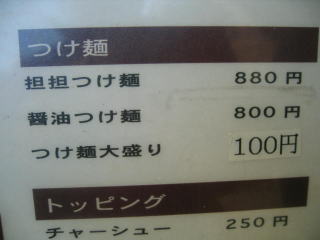 つけ麺
担担つけ麺 880円
醤油つけ麺 800円
つけ麺大盛り 100円
トッピング
チャーシュー 250円